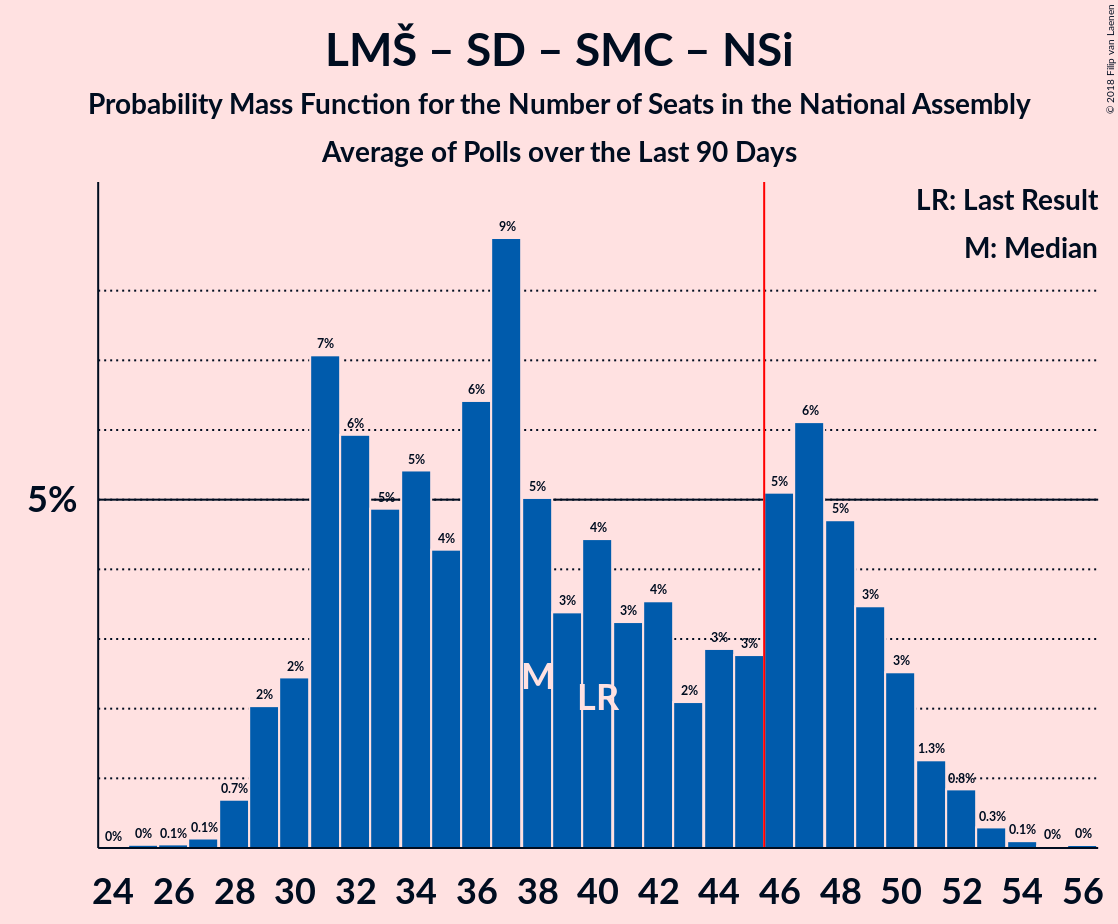 LMŠ – SD – SMC – NSi
Probability Mass Function for the Number of Seats in the National Assembly
Average of Polls over the Last 90 Days
© 2018 Filip van Laenen
LR: Last Result
M: Median
5%
0% 0% 0.1% 0.1% 0.7% 2% 2% 7% 6% 5% 5% 4% 6% 9% 5% 3% 4% 3% 4% 2% 3% 3% 5% 6% 5% 3% 3% 1.3% 0.8% 0.3% 0.1% 0% 0%
M
LR
24 26 28 30 32 34 36 38 40 42 44 46 48 50 52 54 56